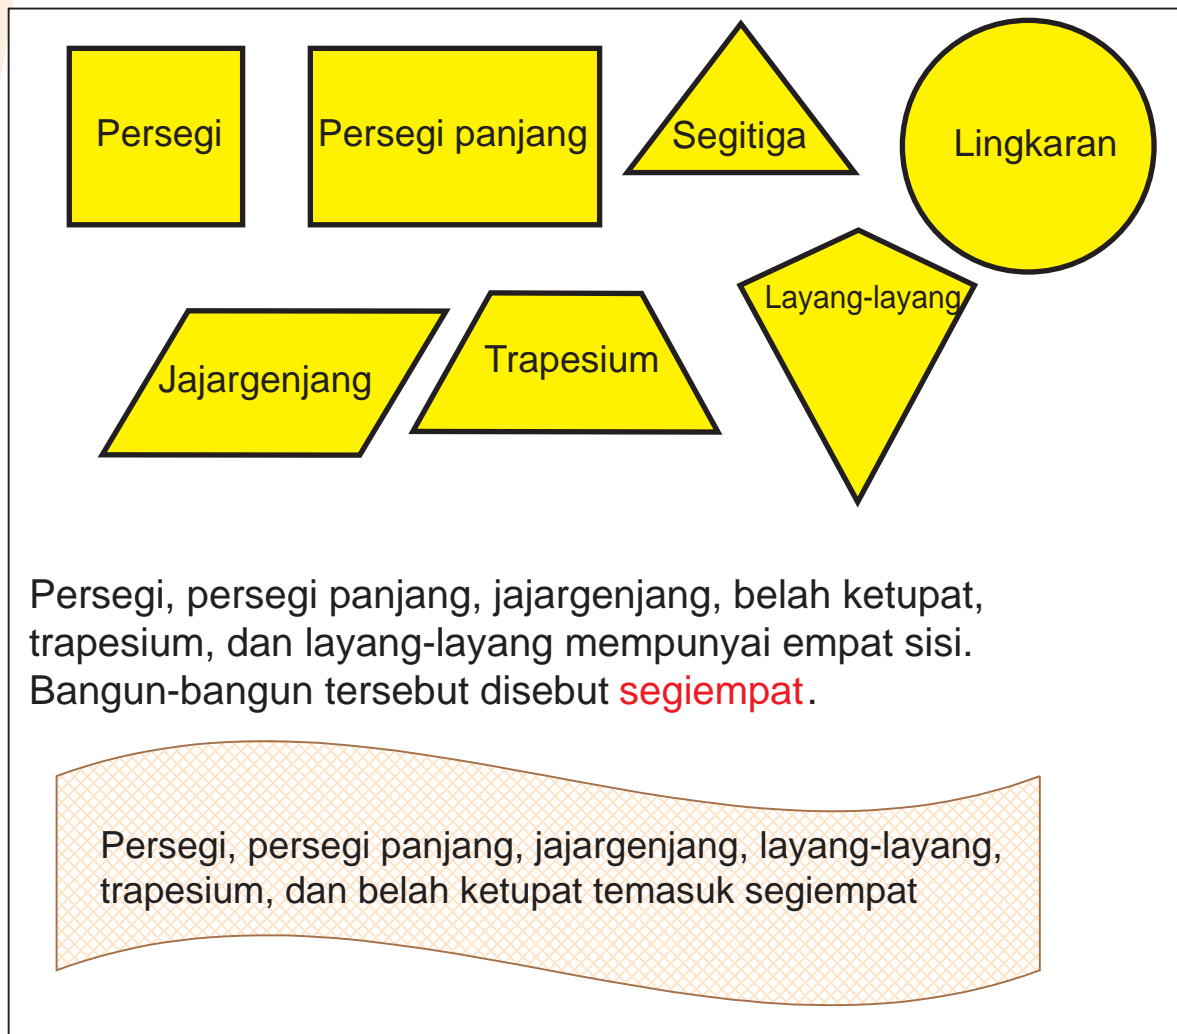 Persegi
Persegi panjang
Segitiga
Lingkaran
Layang-layang
Jajargenjang
Trapesium
Persegi, persegi panjang, jajargenjang, belah ketupat,
trapesium, dan layang-layang mempunyai empat sisi.
Bangun-bangun tersebut disebut segiempat.
Persegi, persegi panjang, jajargenjang, layang-layang,
trapesium, dan belah ketupat temasuk segiempat